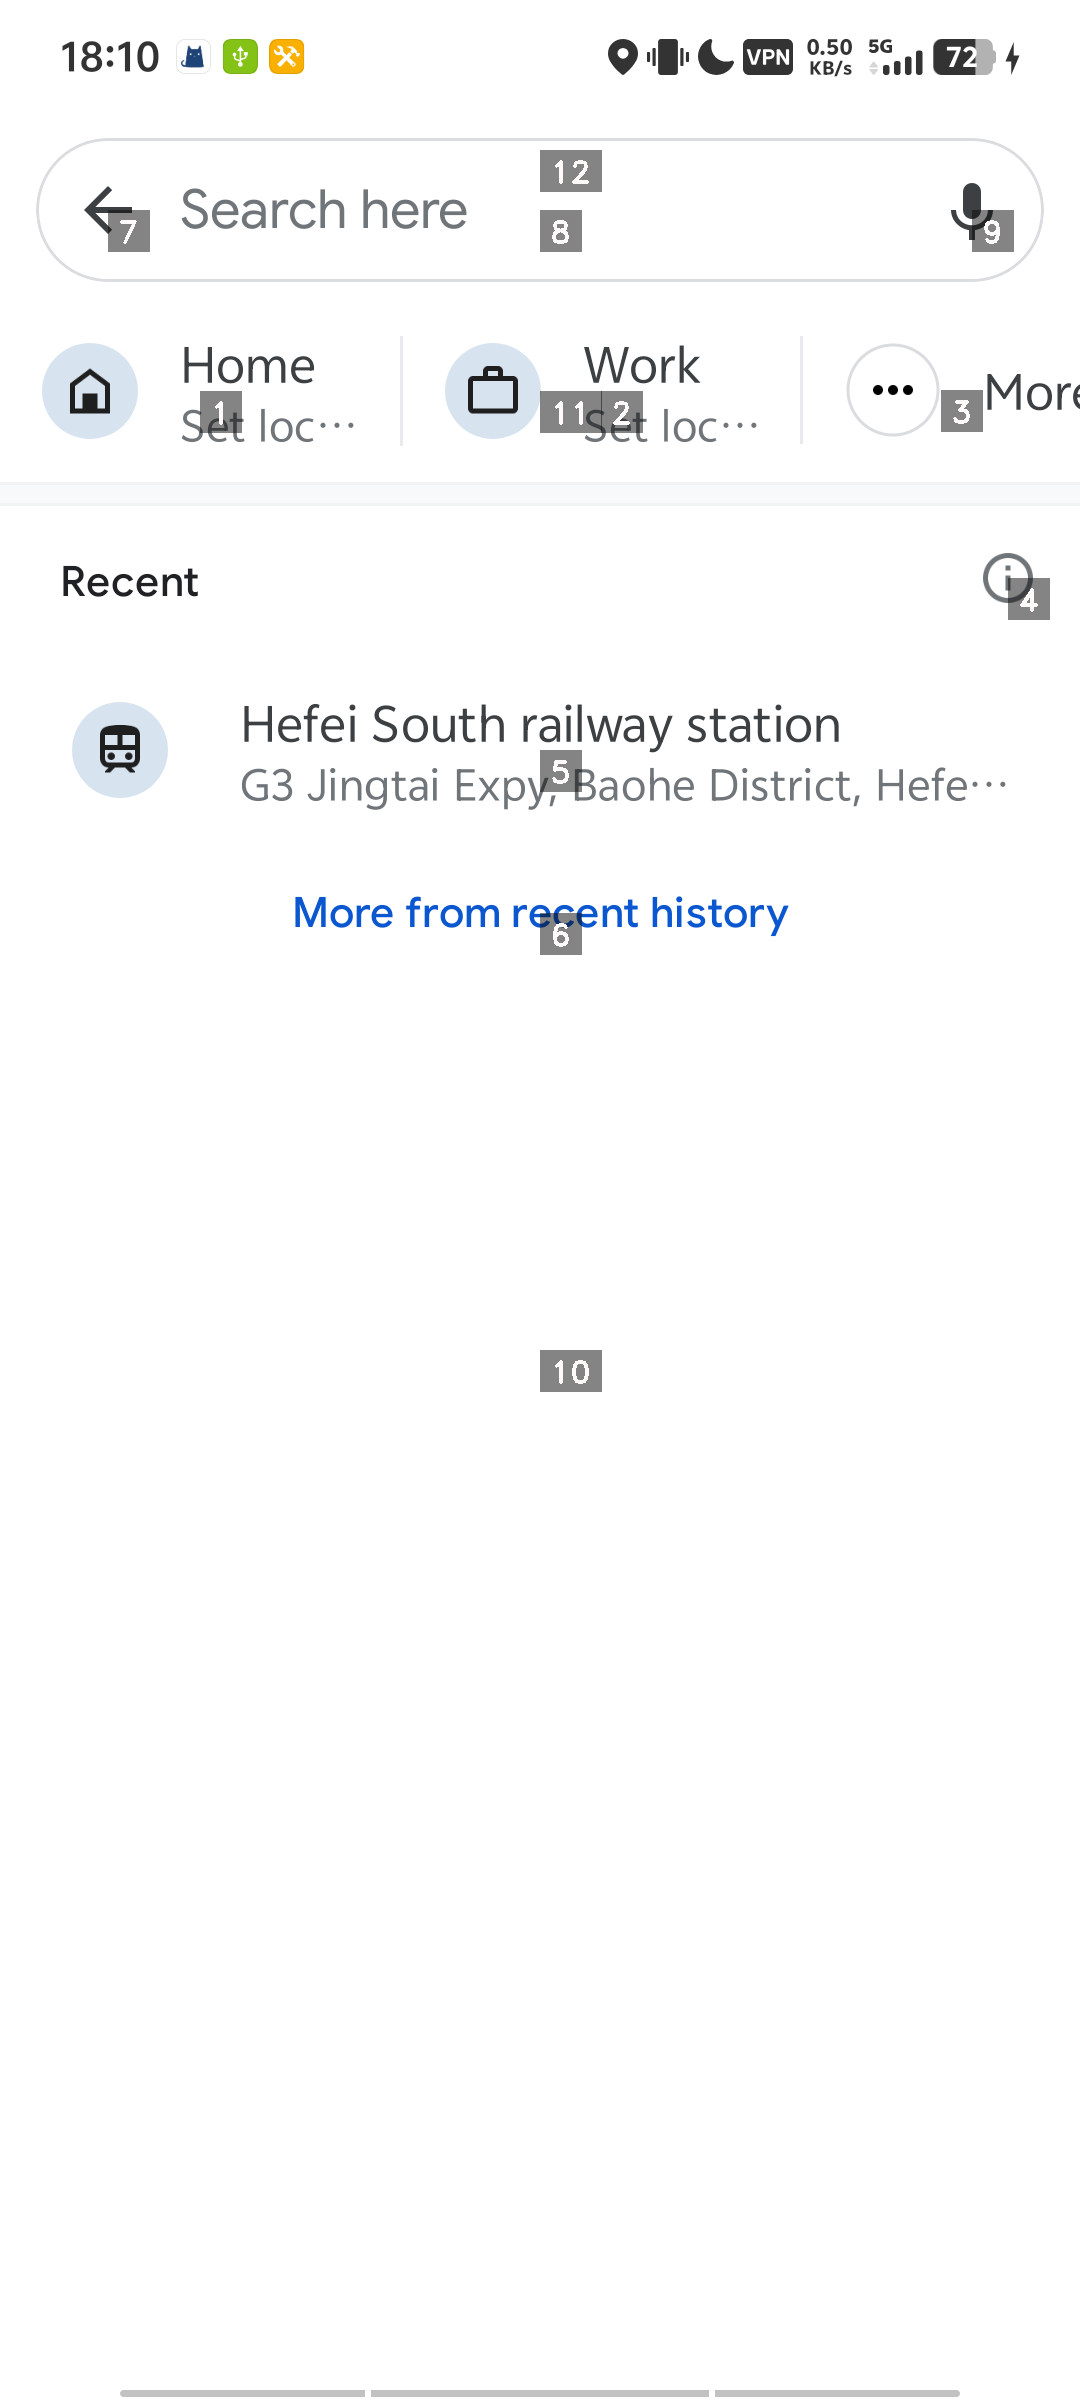 18:10 VPN 0.50 KB/s 5G 72
12
Search here
7 8 9
Home Work More
Set loc··· Set loc···
1 11 2 3
Recent
4
Hefei South railway station
G3 Jingtai Expy, Baohe District, Hefe···
5
More from recent history
6
10